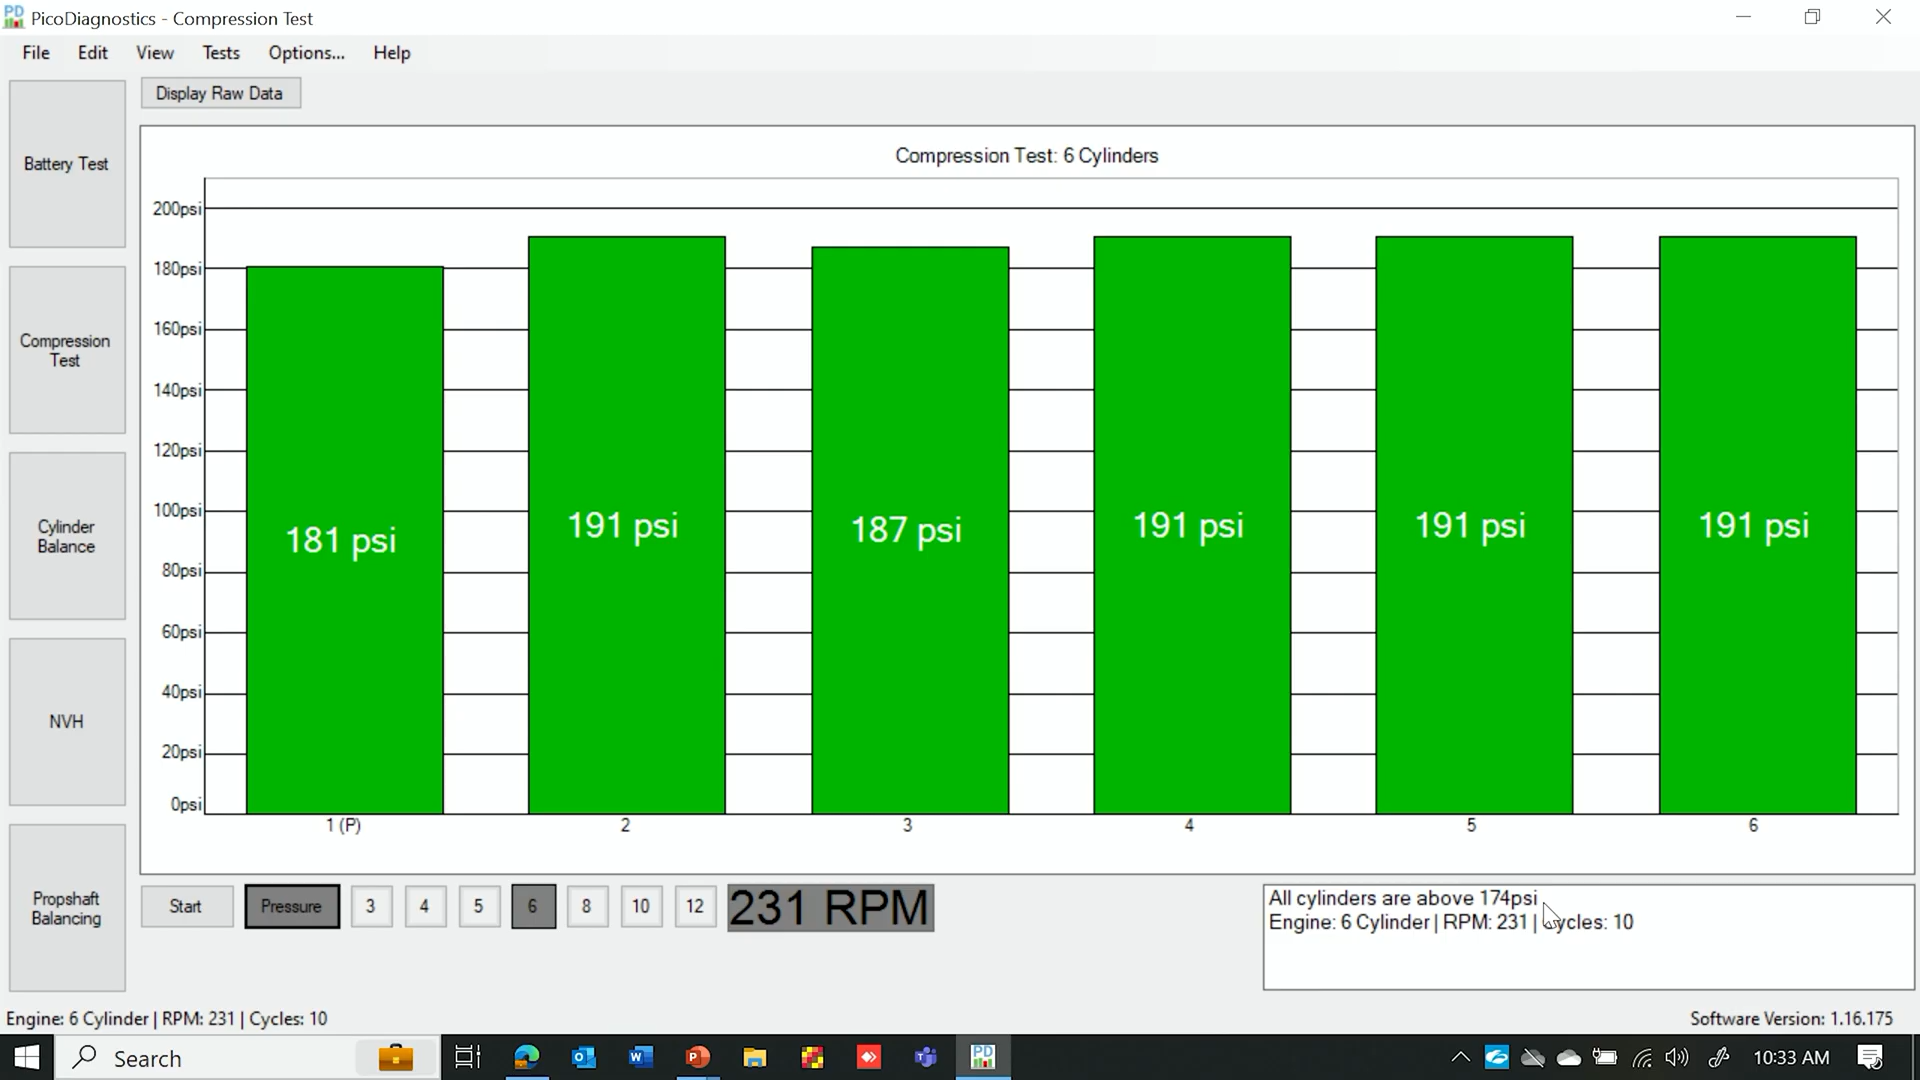 PicoDiagnostics - Compression Test
File Edit View Tests Options... Help
Display Raw Data
Battery Test
Compression
Test
Cylinder
Balance
NVH
Propshaft
Balancing
Compression Test: 6 Cylinders
200psi
180psi
160psi
140psi
120psi
100psi
80psi
60psi
40psi
20psi
0psi
181 psi 191 psi 187 psi 191 psi 191 psi 191 psi
1 (P) 2 3 4 5 6
Start Pressure 3 4 5 6 8 10 12 231 RPM
All cylinders are above 174psi
Engine: 6 Cylinder | RPM: 231 | Cycles: 10
Engine: 6 Cylinder | RPM: 231 | Cycles: 10
Software Version: 1.16.175
Search
10:33 AM